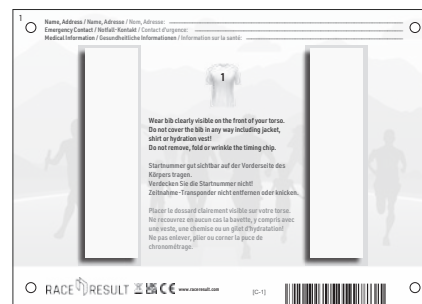 1
Name, Address / Name, Adresse / Nom, Adresse:
Emergency Contact / Notfall-Kontakt / Contact d'urgence:
Medical Information / Gesundheitliche Informationen / Information sur la santé:
1
Wear bib clearly visible on the front of your torso.
Do not cover the bib in any way including jacket,
shirt or hydration vest!
Do not remove, fold or wrinkle the timing chip.
Startnummer gut sichtbar auf der Vorderseite des
Körpers tragen.
Verdecken Sie die Startnummer nicht!
Zeitnahme-Transponder nicht entfernen oder knicken.
Placer le dossard clairement visible sur votre torse.
Ne recouvrez en aucun cas la bavette, y compris avec
une veste, une chemise ou un gilet d'hydratation!
Ne pas enlever, plier ou corner la puce de
chronométrage.
RACE RESULT UK CA CE www.raceresult.com [C-1]